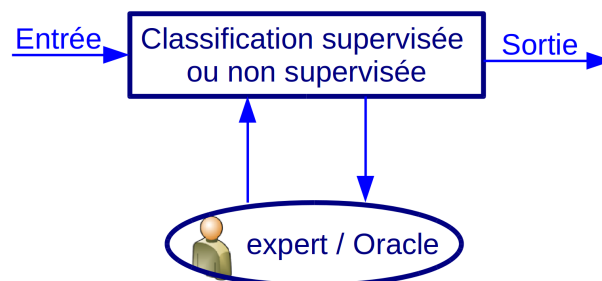 Entrée
Classification supervisée
ou non supervisée
Sortie
expert / Oracle